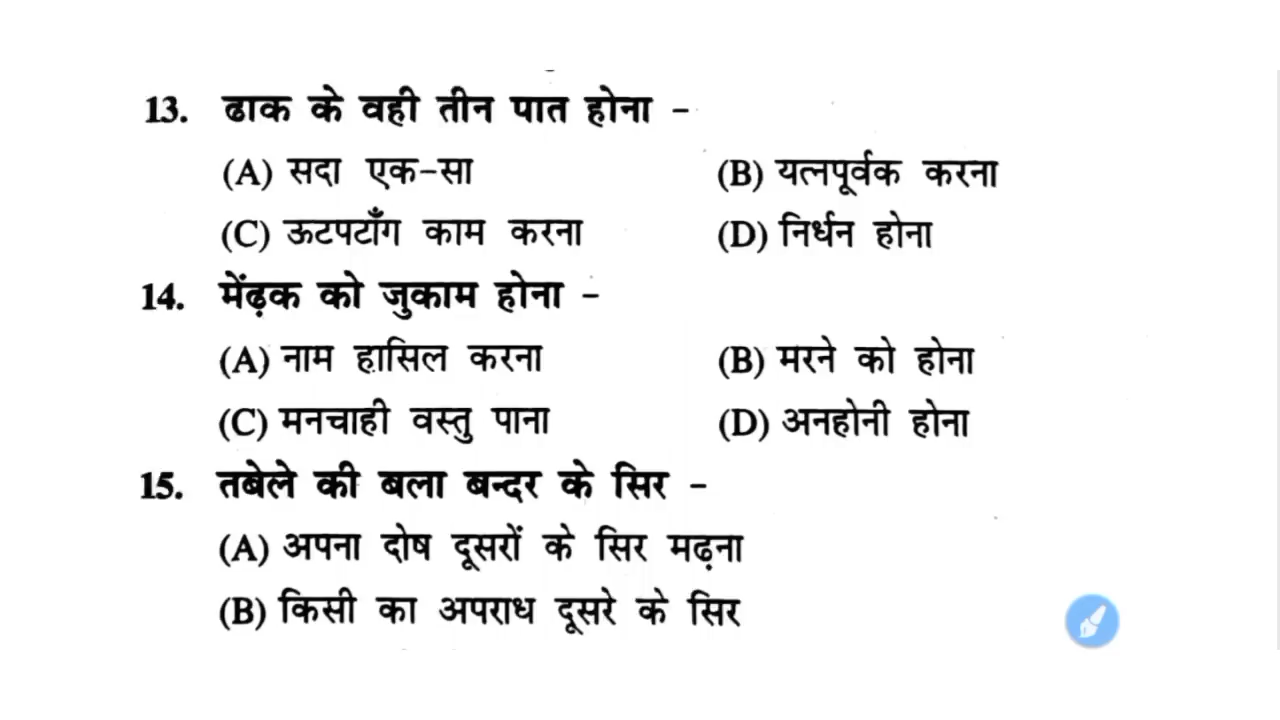 13. ढाक के वही तीन पात होना –
(A) सदा एक-सा (B) यत्नपूर्वक करना
(C) ऊटपटाँग काम करना (D) निर्धन होना
14. मेंढ़क को जुकाम होना –
(A) नाम हासिल करना (B) मरने को होना
(C) मनचाही वस्तु पाना (D) अनहोनी होना
15. तबेले की बला बन्दर के सिर –
(A) अपना दोष दूसरों के सिर मढ़ना
(B) किसी का अपराध दूसरे के सिर